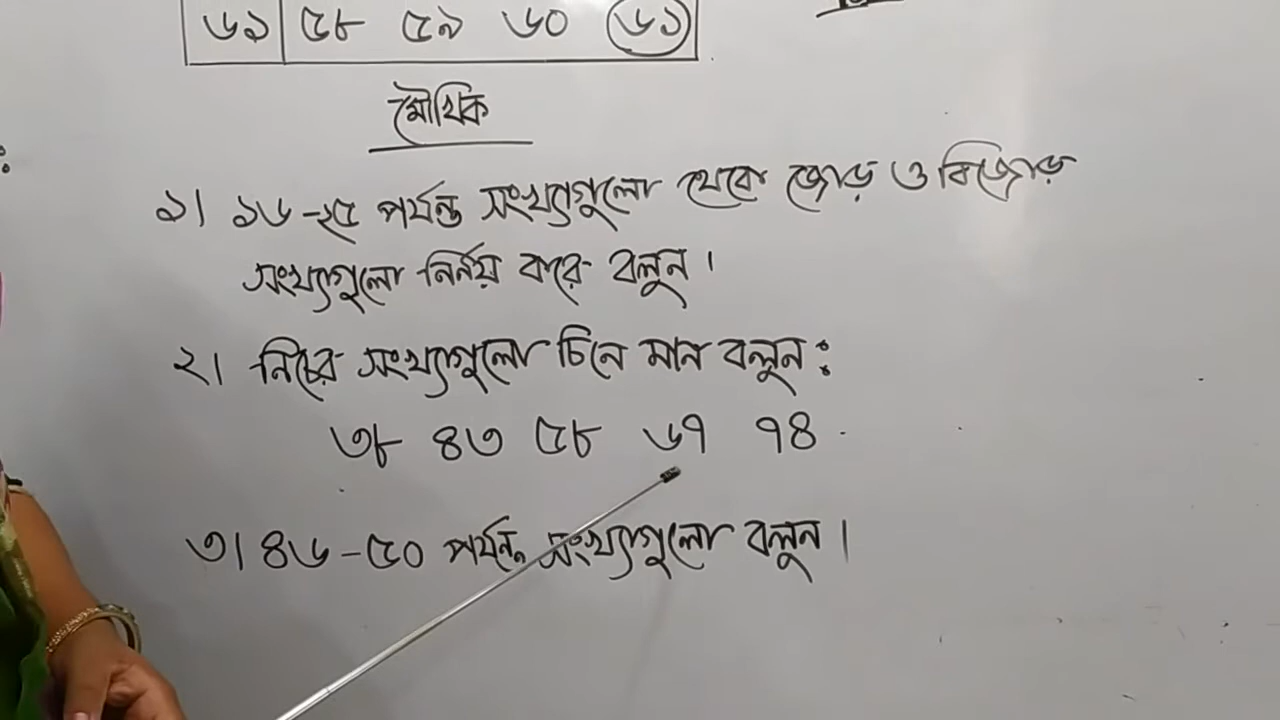 ৬১ ৫৮ ৫৯ ৬০ ৬১
মৌখিক
১। ১৬-২৫ পর্যন্ত সংখ্যাগুলো থেকে জোড় ও বিজোড়
সংখ্যাগুলো নির্নয় করে বলুন।
২। নিচের সংখ্যাগুলো চিনে মান বলুন:
৩৮ ৪৩ ৫৮ ৬৭ ৭৪
৩। ৪৬-৫০ পর্যন্ত সংখ্যাগুলো বলুন।